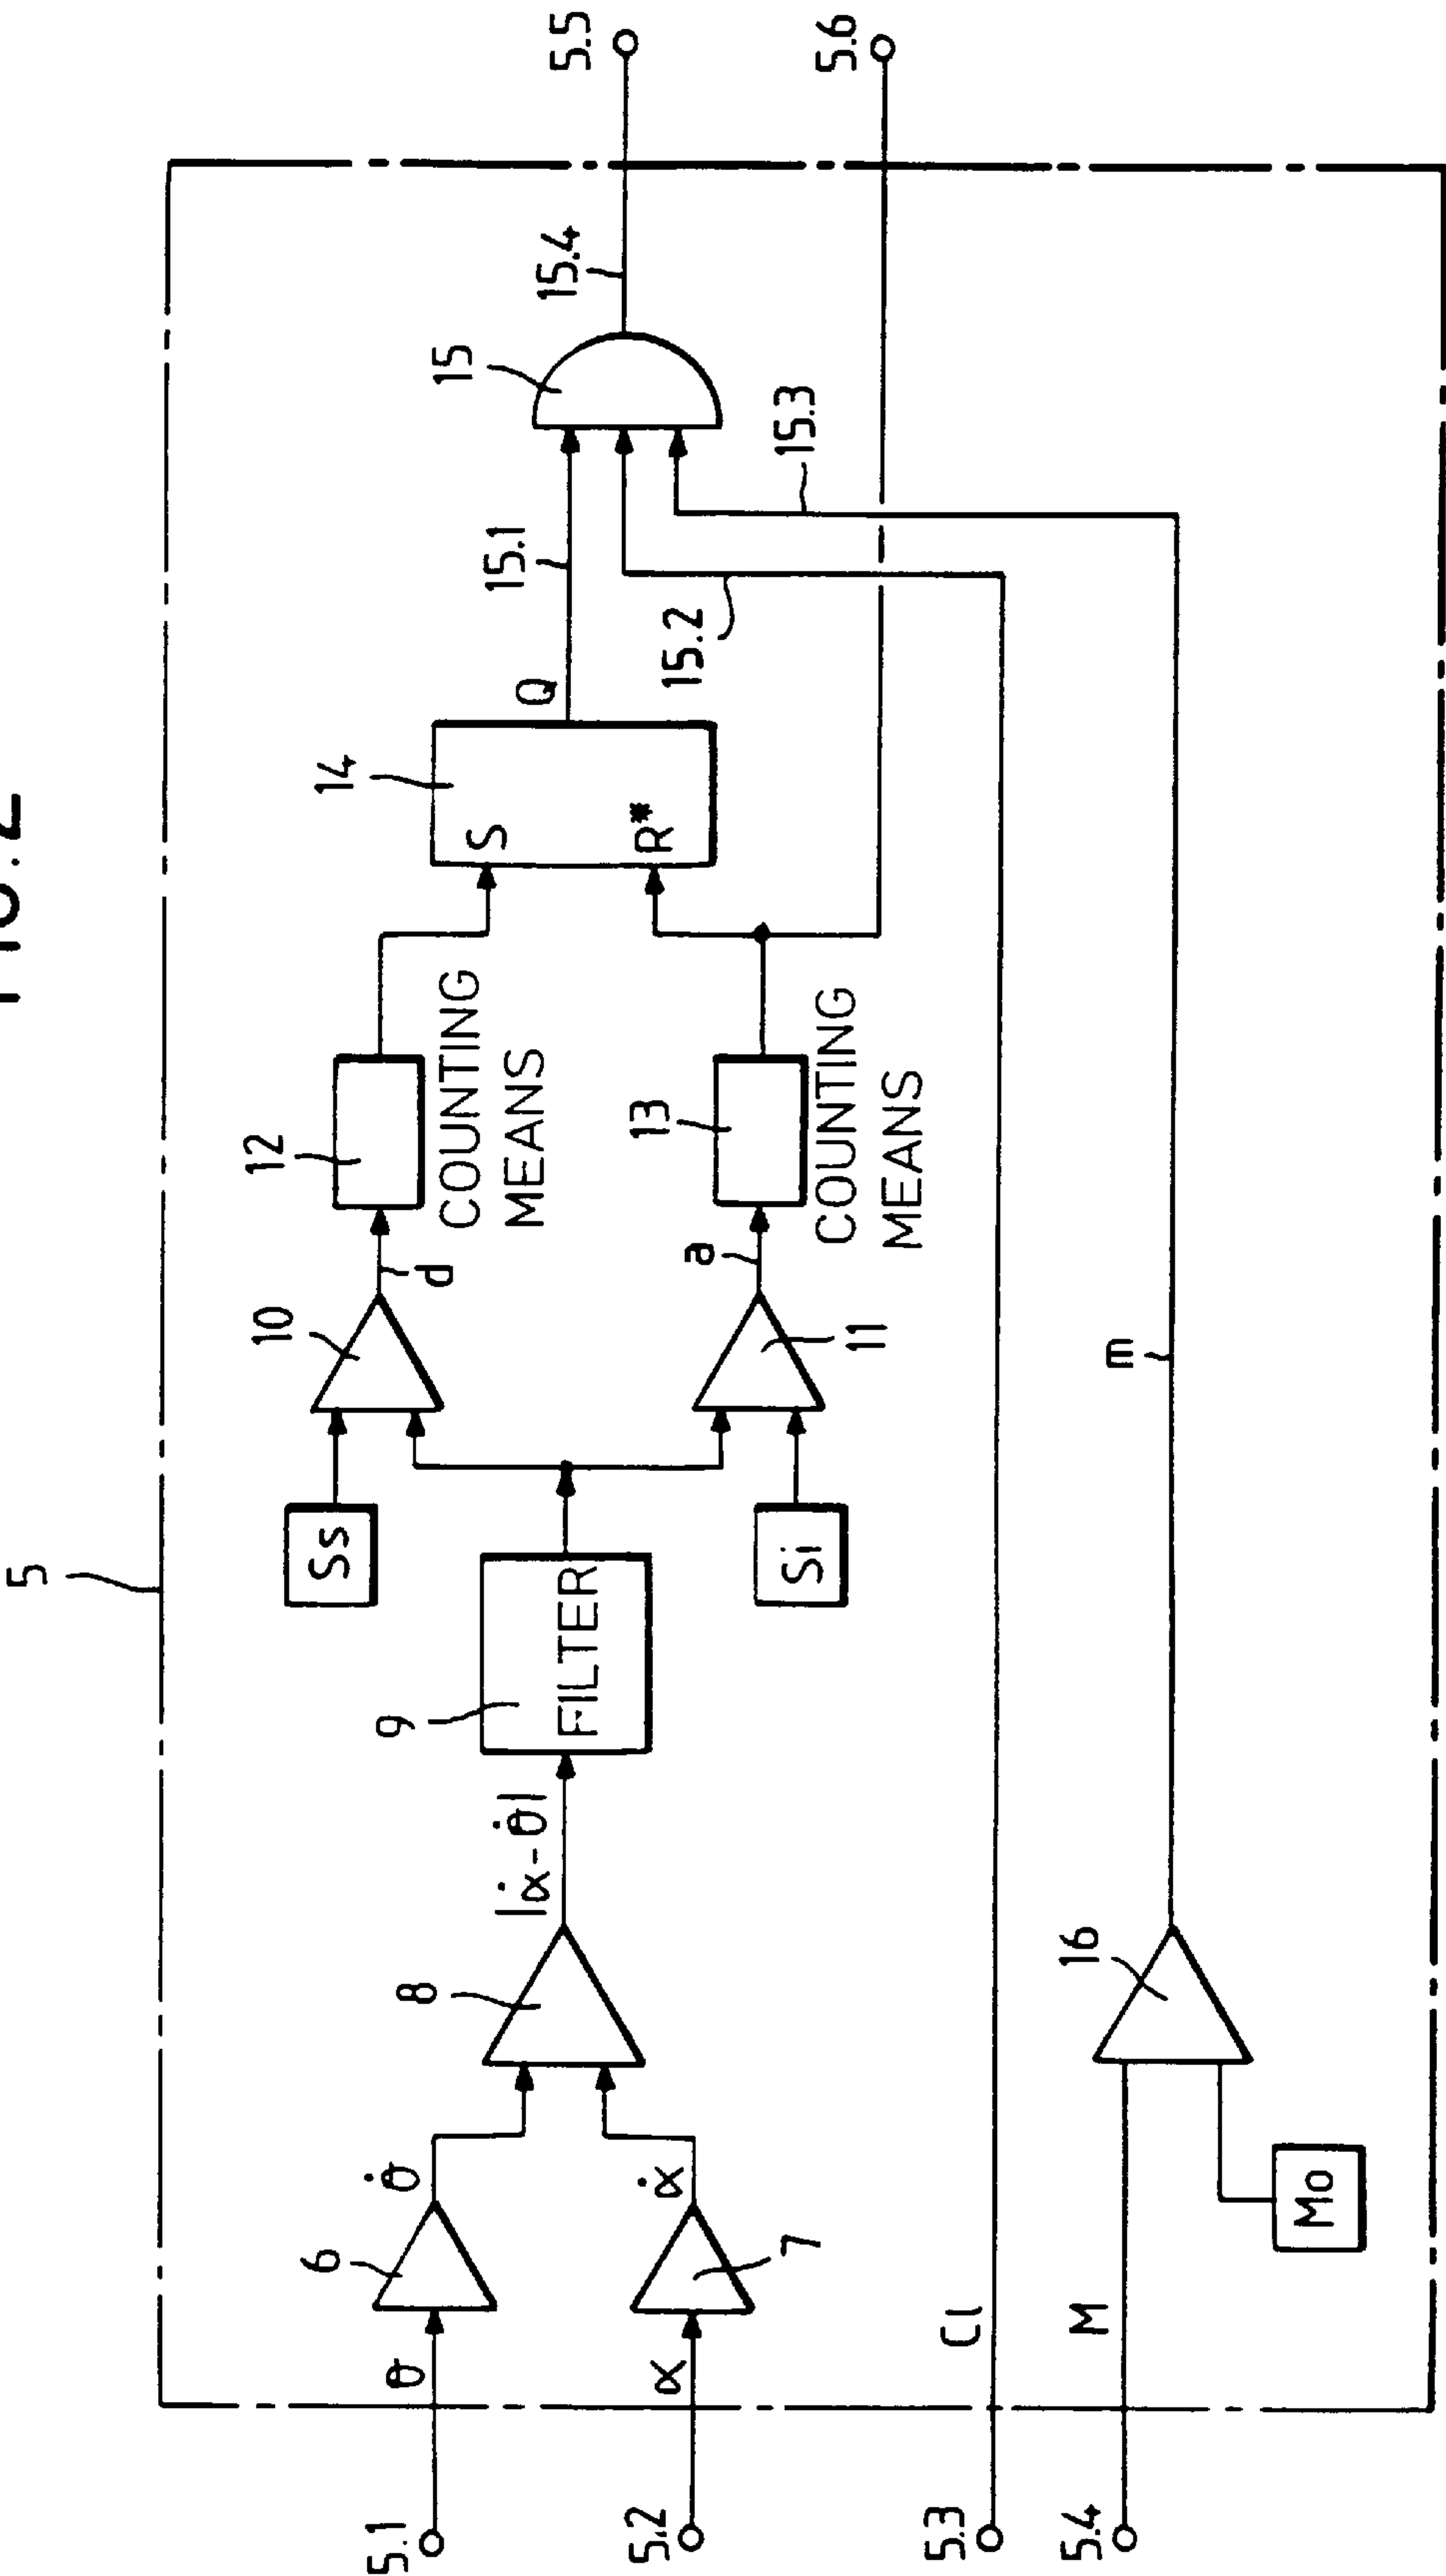 FIG. 2
5
5.1
θ
6
θ̇
5.2
α
7
α̇
8
|α̇-θ̇|
9
FILTER
Ss
Si
10
d
11
a
12
COUNTING
MEANS
13
COUNTING
MEANS
14
S
R*
Q
15.1
15.2
15.3
15
15.4
5.5
5.6
5.3
Cl
5.4
M
Mo
16
m